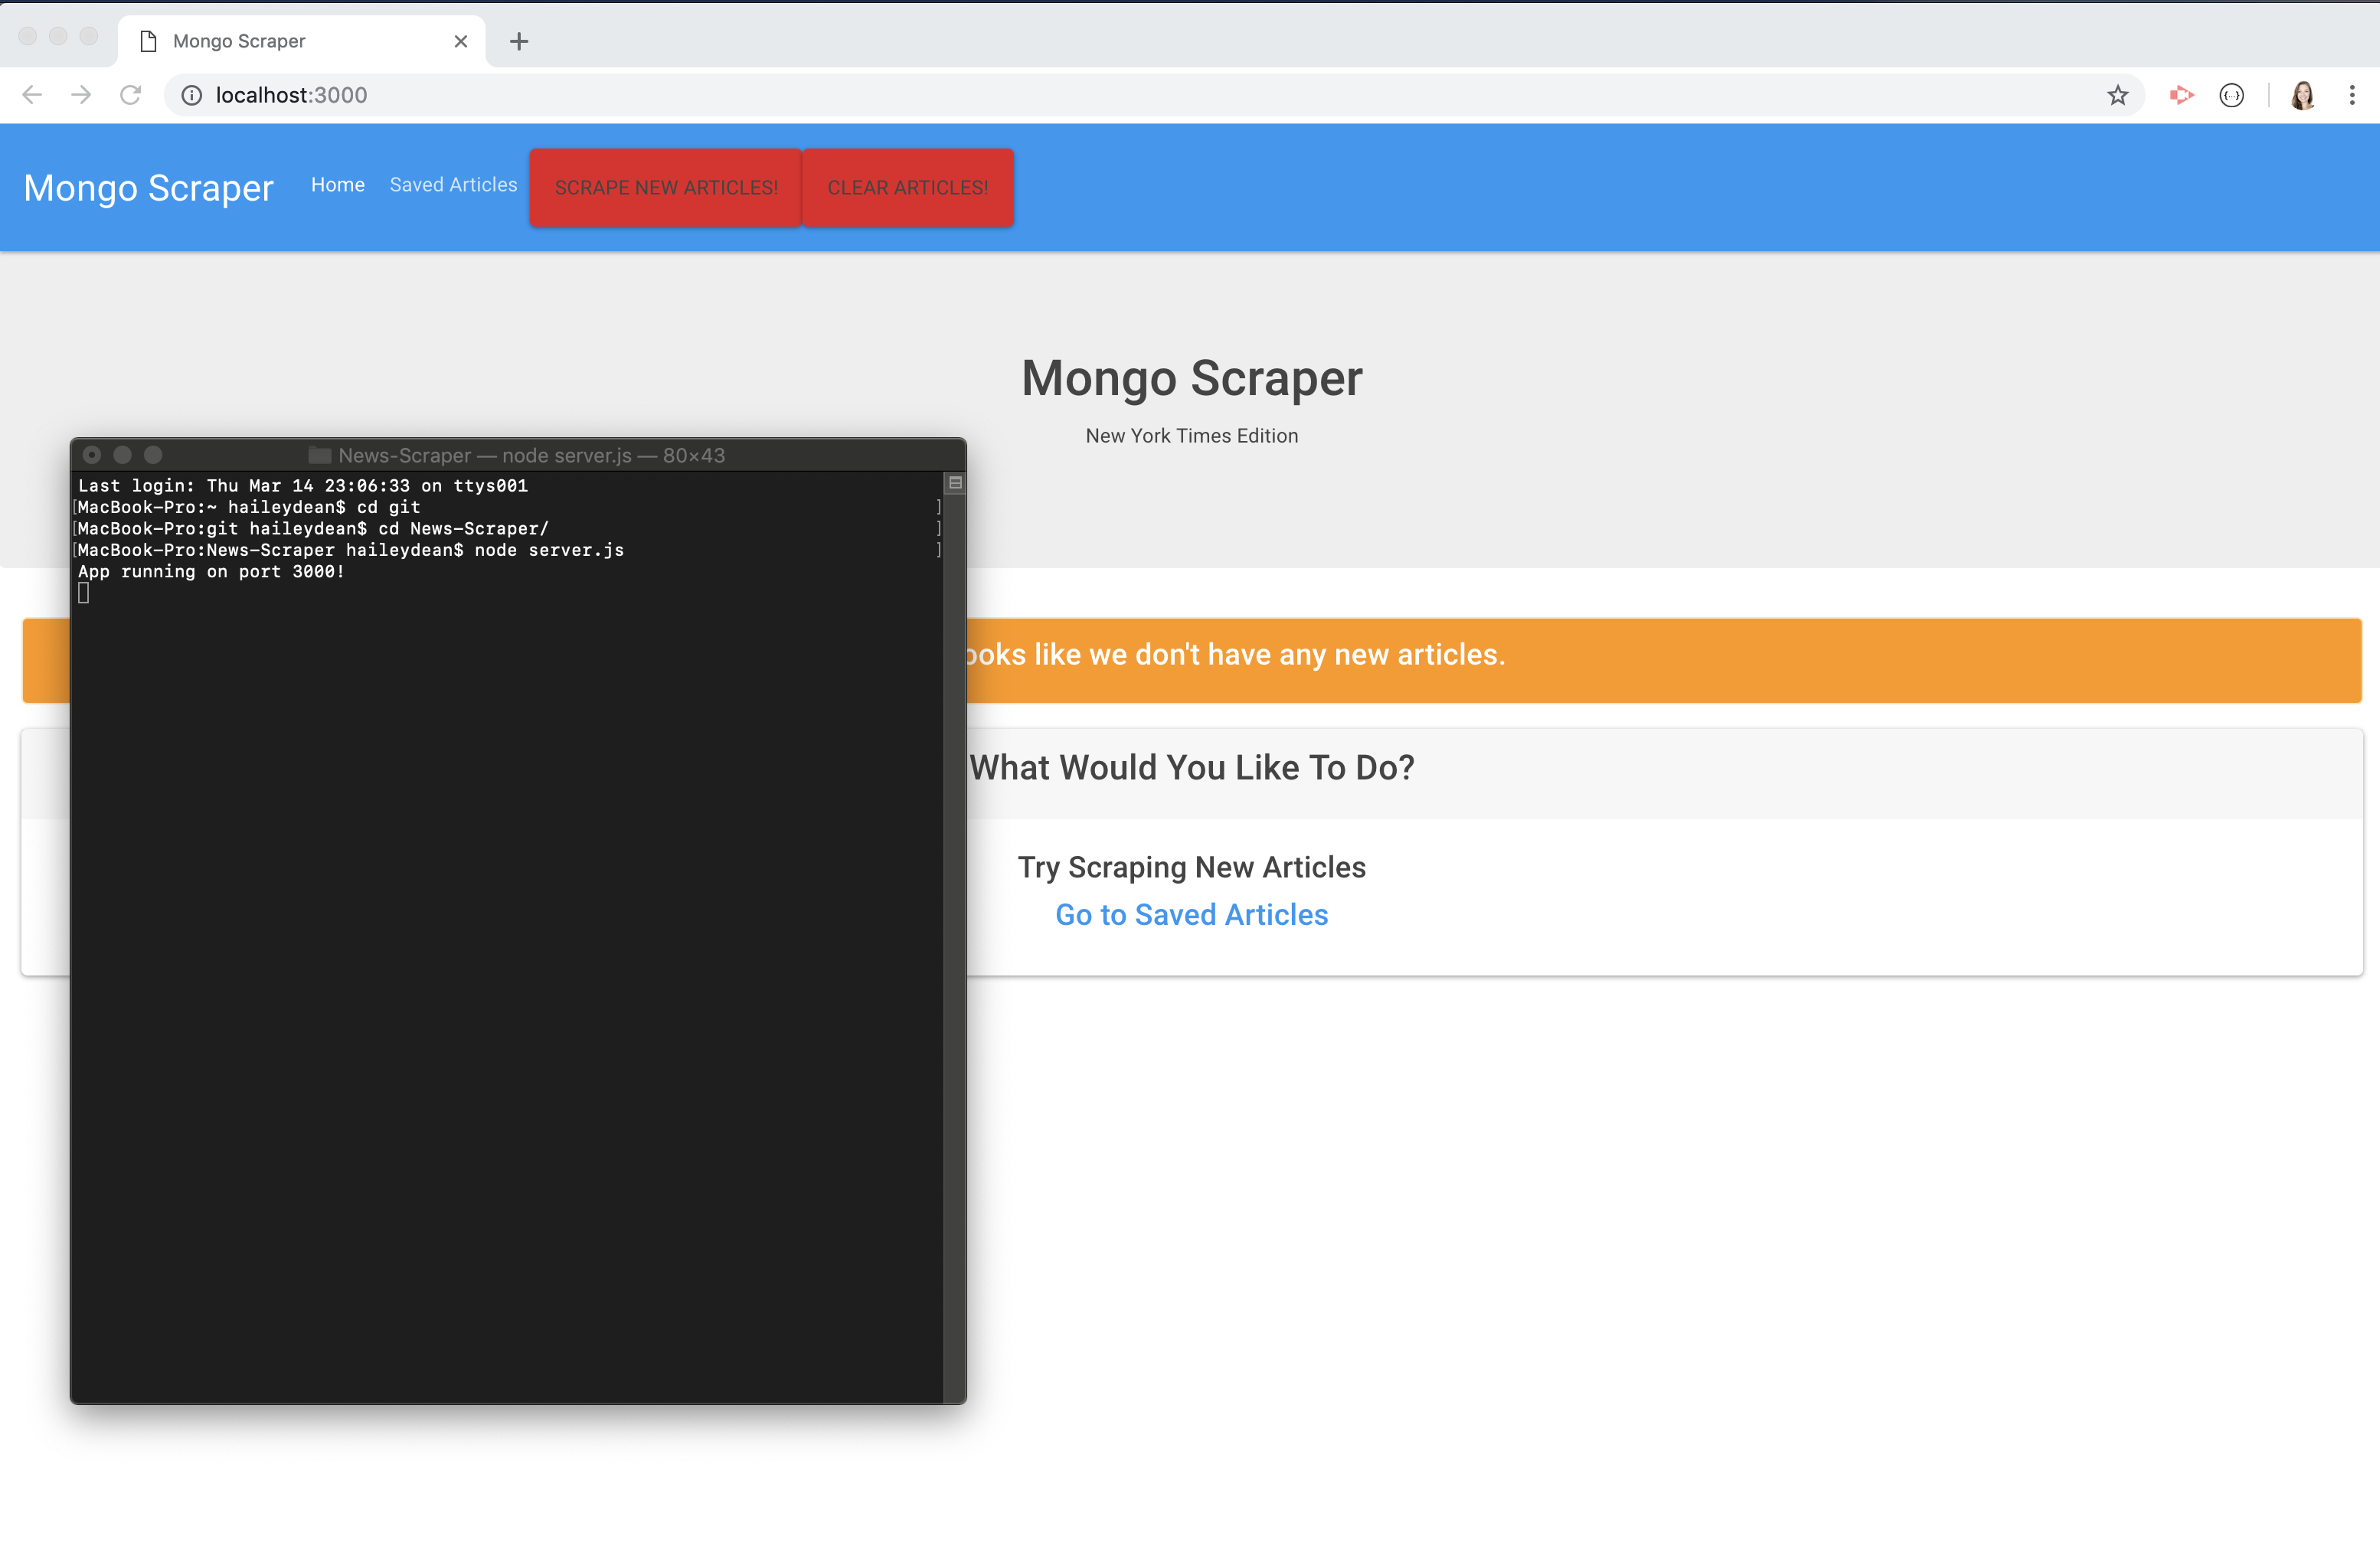 Mongo Scraper
localhost:3000
Mongo Scraper Home Saved Articles SCRAPE NEW ARTICLES! CLEAR ARTICLES!
Mongo Scraper
New York Times Edition
News-Scraper — node server.js — 80×43
Last login: Thu Mar 14 23:06:33 on ttys001
[MacBook-Pro:~ haileydean$ cd git ]
[MacBook-Pro:git haileydean$ cd News-Scraper/ ]
[MacBook-Pro:News-Scraper haileydean$ node server.js ]
App running on port 3000!
like we don't have any new articles.
What Would You Like To Do?
Try Scraping New Articles
Go to Saved Articles